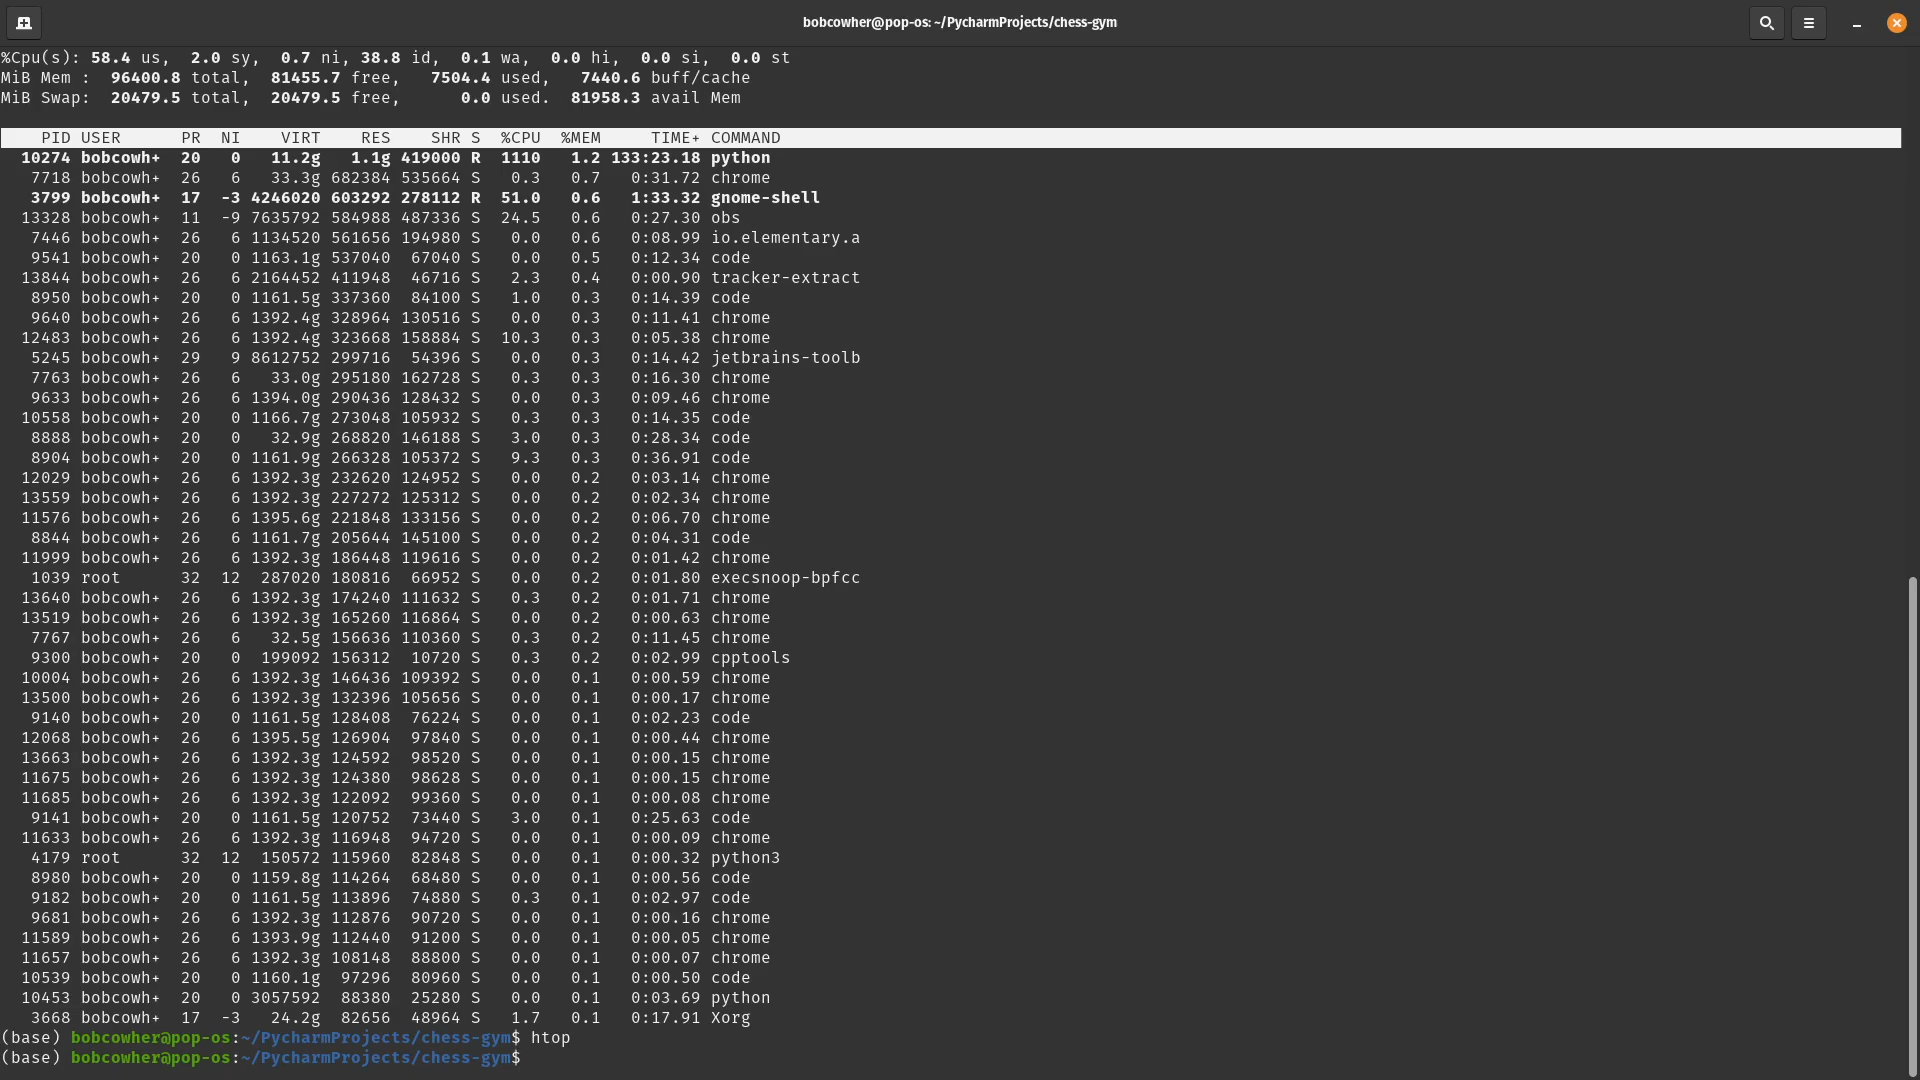 bobcowher@pop-os: ~/PycharmProjects/chess-gym
%Cpu(s): 58.4 us,  2.0 sy,  0.7 ni, 38.8 id,  0.1 wa,  0.0 hi,  0.0 si,  0.0 st
MiB Mem :  96400.8 total,  81455.7 free,   7504.4 used,   7440.6 buff/cache
MiB Swap:  20479.5 total,  20479.5 free,      0.0 used.  81958.3 avail Mem
PID USER      PR  NI    VIRT    RES    SHR S  %CPU  %MEM     TIME+ COMMAND
10274 bobcowh+  20   0   11.2g   1.1g 419000 R  1110   1.2 133:23.18 python
7718 bobcowh+  26   6   33.3g 682384 535664 S   0.3   0.7   0:31.72 chrome
3799 bobcowh+  17  -3 4246020 603292 278112 R  51.0   0.6   1:33.32 gnome-shell
13328 bobcowh+  11  -9 7635792 584988 487336 S  24.5   0.6   0:27.30 obs
7446 bobcowh+  26   6 1134520 561656 194980 S   0.0   0.6   0:08.99 io.elementary.a
9541 bobcowh+  20   0 1163.1g 537040  67040 S   0.0   0.5   0:12.34 code
13844 bobcowh+  26   6 2164452 411948  46716 S   2.3   0.4   0:00.90 tracker-extract
8950 bobcowh+  20   0 1161.5g 337360  84100 S   1.0   0.3   0:14.39 code
9640 bobcowh+  26   6 1392.4g 328964 130516 S   0.0   0.3   0:11.41 chrome
12483 bobcowh+  26   6 1392.4g 323668 158884 S  10.3   0.3   0:05.38 chrome
5245 bobcowh+  29   9 8612752 299716  54396 S   0.0   0.3   0:14.42 jetbrains-toolb
7763 bobcowh+  26   6   33.0g 295180 162728 S   0.3   0.3   0:16.30 chrome
9633 bobcowh+  26   6 1394.0g 290436 128432 S   0.0   0.3   0:09.46 chrome
10558 bobcowh+  20   0 1166.7g 273048 105932 S   0.3   0.3   0:14.35 code
8888 bobcowh+  20   0   32.9g 268820 146188 S   3.0   0.3   0:28.34 code
8904 bobcowh+  20   0 1161.9g 266328 105372 S   9.3   0.3   0:36.91 code
12029 bobcowh+  26   6 1392.3g 232620 124952 S   0.0   0.2   0:03.14 chrome
13559 bobcowh+  26   6 1392.3g 227272 125312 S   0.0   0.2   0:02.34 chrome
11576 bobcowh+  26   6 1395.6g 221848 133156 S   0.0   0.2   0:06.70 chrome
8844 bobcowh+  26   6 1161.7g 205644 145100 S   0.0   0.2   0:04.31 code
11999 bobcowh+  26   6 1392.3g 186448 119616 S   0.0   0.2   0:01.42 chrome
1039 root      32  12  287020 180816  66952 S   0.0   0.2   0:01.80 execsnoop-bpfcc
13640 bobcowh+  26   6 1392.3g 174240 111632 S   0.3   0.2   0:01.71 chrome
13519 bobcowh+  26   6 1392.3g 165260 116864 S   0.0   0.2   0:00.63 chrome
7767 bobcowh+  26   6   32.5g 156636 110360 S   0.3   0.2   0:11.45 chrome
9300 bobcowh+  20   0  199092 156312  10720 S   0.3   0.2   0:02.99 cpptools
10004 bobcowh+  26   6 1392.3g 146436 109392 S   0.0   0.1   0:00.59 chrome
13500 bobcowh+  26   6 1392.3g 132396 105656 S   0.0   0.1   0:00.17 chrome
9140 bobcowh+  20   0 1161.5g 128408  76224 S   0.0   0.1   0:02.23 code
12068 bobcowh+  26   6 1395.5g 126904  97840 S   0.0   0.1   0:00.44 chrome
13663 bobcowh+  26   6 1392.3g 124592  98520 S   0.0   0.1   0:00.15 chrome
11675 bobcowh+  26   6 1392.3g 124380  98628 S   0.0   0.1   0:00.15 chrome
11685 bobcowh+  26   6 1392.3g 122092  99360 S   0.0   0.1   0:00.08 chrome
9141 bobcowh+  20   0 1161.5g 120752  73440 S   3.0   0.1   0:25.63 code
11633 bobcowh+  26   6 1392.3g 116948  94720 S   0.0   0.1   0:00.09 chrome
4179 root      32  12  150572 115960  82848 S   0.0   0.1   0:00.32 python3
8980 bobcowh+  20   0 1159.8g 114264  68480 S   0.0   0.1   0:00.56 code
9182 bobcowh+  20   0 1161.5g 113896  74880 S   0.3   0.1   0:02.97 code
9681 bobcowh+  26   6 1392.3g 112876  90720 S   0.0   0.1   0:00.16 chrome
11589 bobcowh+  26   6 1393.9g 112440  91200 S   0.0   0.1   0:00.05 chrome
11657 bobcowh+  26   6 1392.3g 108148  88800 S   0.0   0.1   0:00.07 chrome
10539 bobcowh+  20   0 1160.1g  97296  80960 S   0.0   0.1   0:00.50 code
10453 bobcowh+  20   0 3057592  88380  25280 S   0.0   0.1   0:03.69 python
3668 bobcowh+  17  -3   24.2g  82656  48964 S   1.7   0.1   0:17.91 Xorg
(base) bobcowher@pop-os:~/PycharmProjects/chess-gym$ htop
(base) bobcowher@pop-os:~/PycharmProjects/chess-gym$